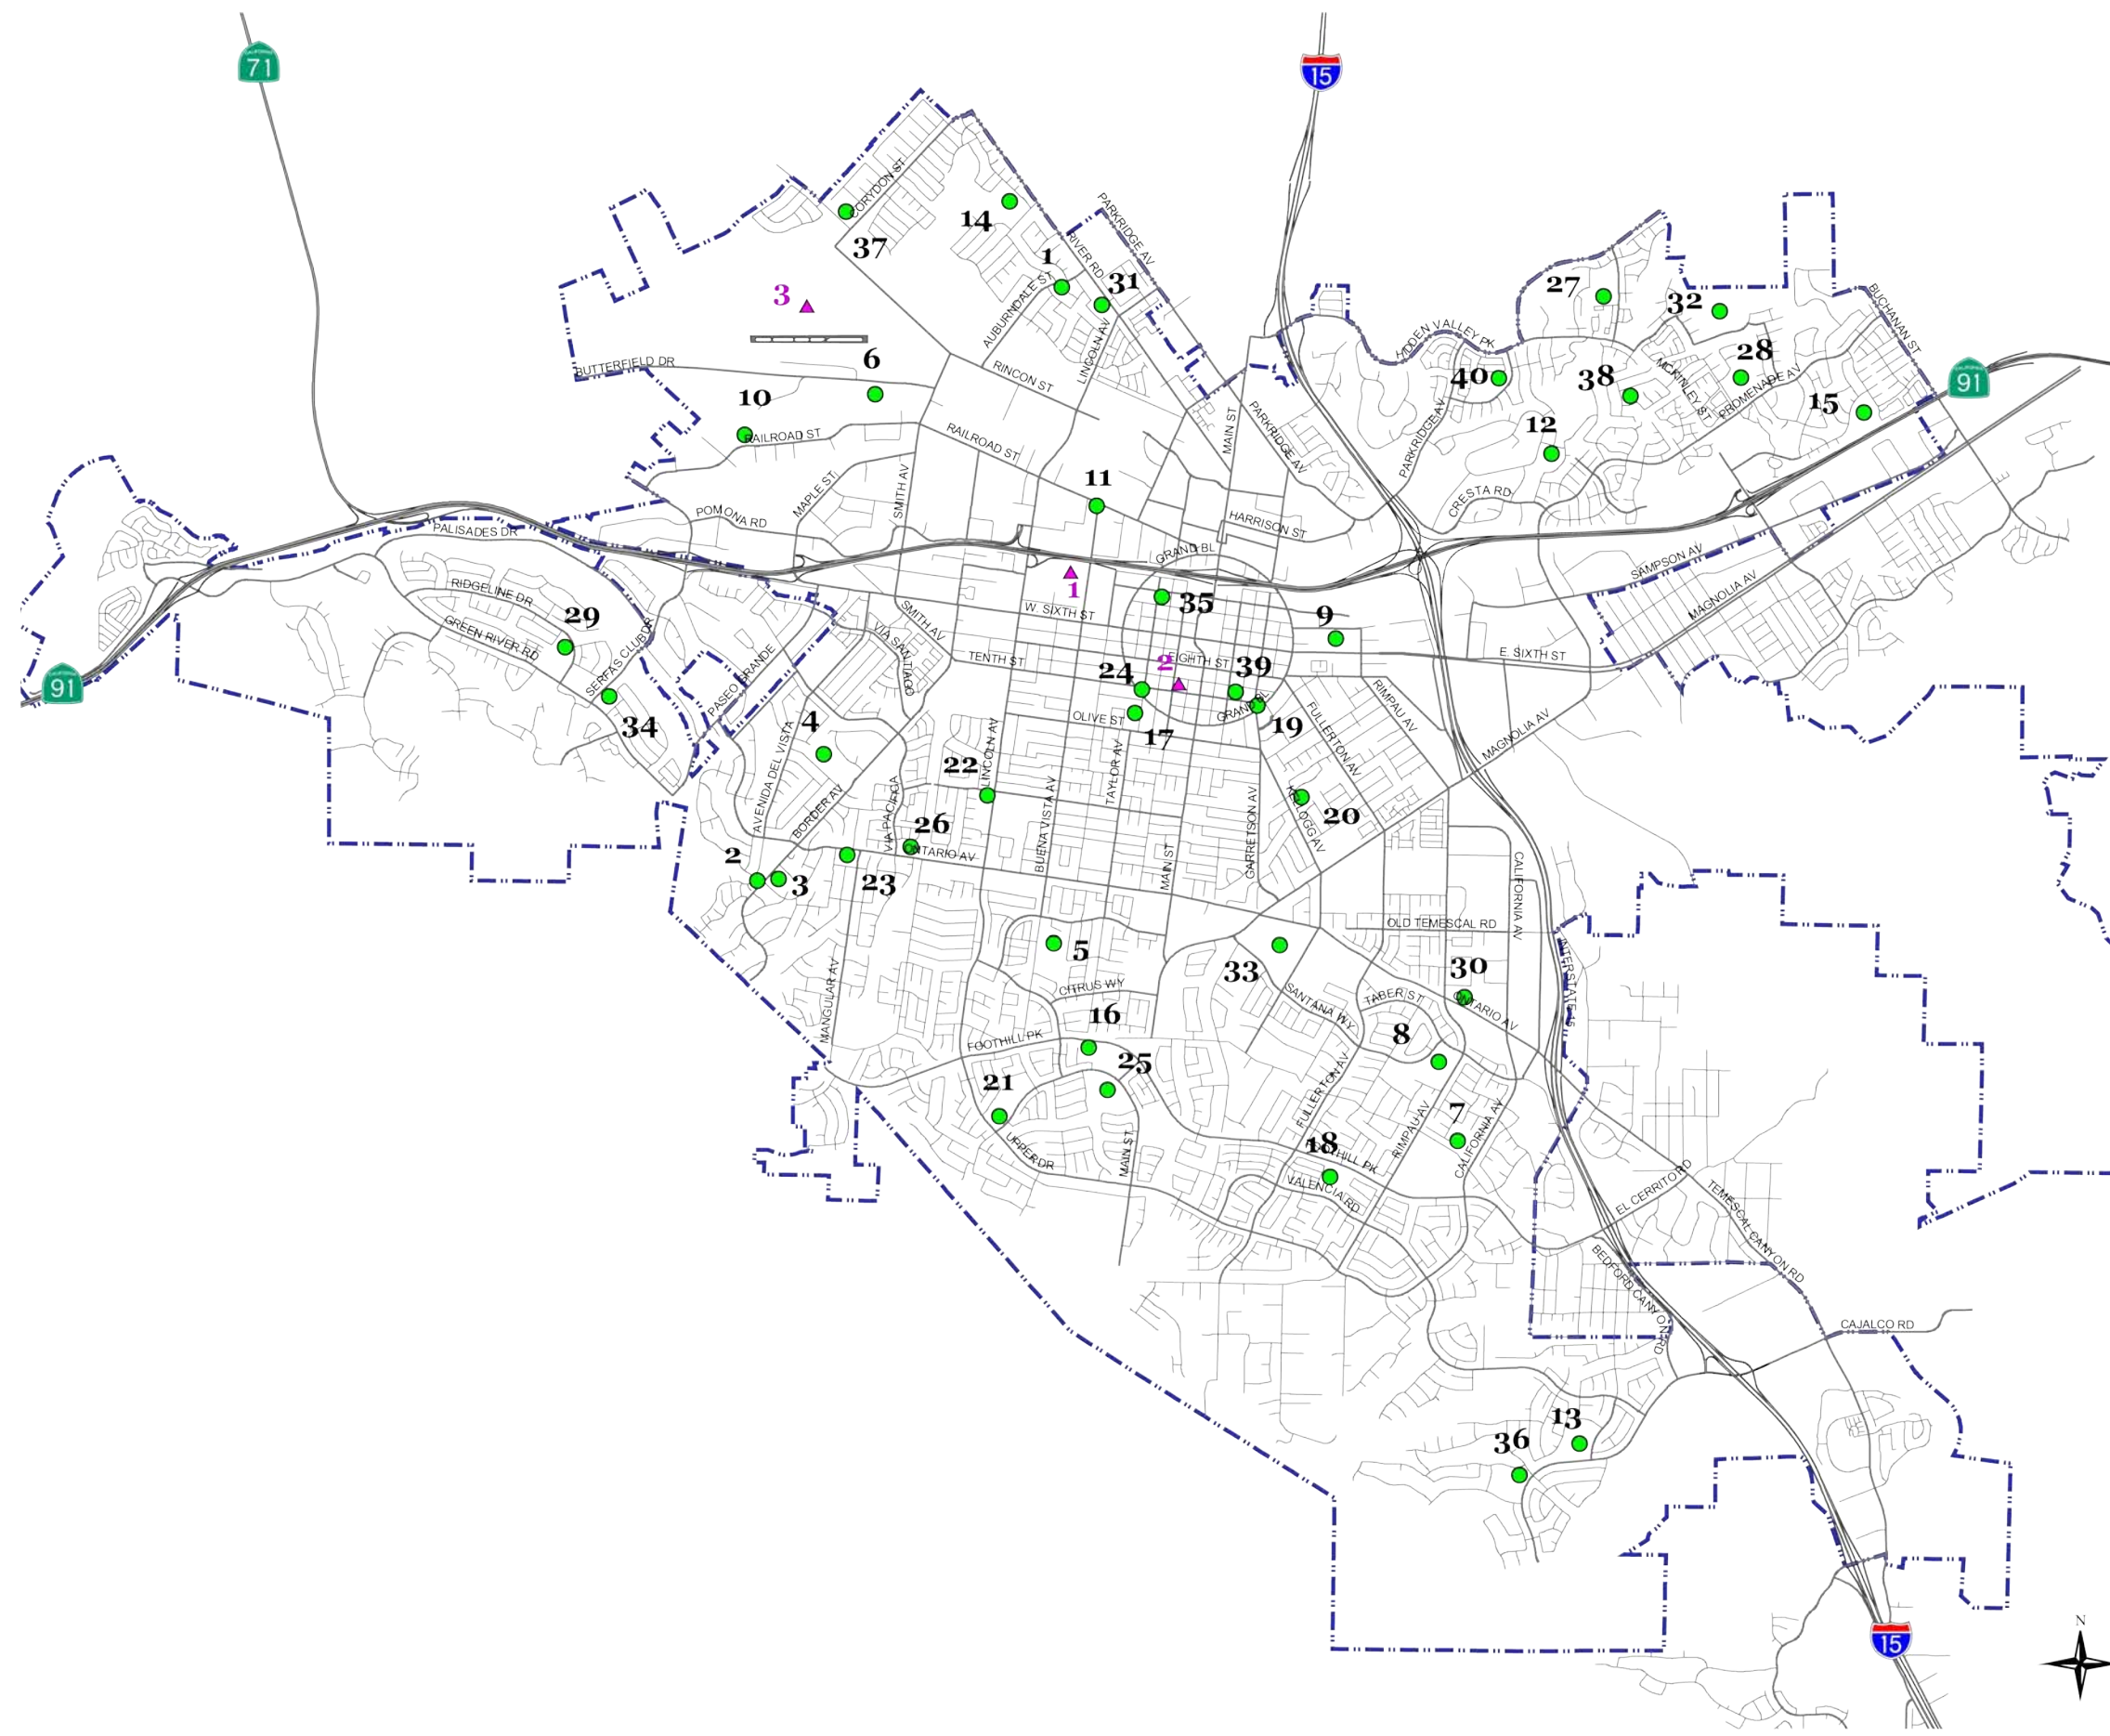 CALIFORNIA
71
15
CORYDON ST
14
37
PARKRIDGE AV
RIVER RD
1
31
AUBURNDALE ST
3
27
32
BUCHANAN ST
HIDDEN VALLEY PK
LINCOLN AV
6
BUTTERFIELD DR
RINCON ST
28
40
38
MCKINLEY ST
PROMENADE AV
CALIFORNIA
91
10
15
RAILROAD ST
RAILROAD ST
MAIN ST
PARKRIDGE AV
PARKRIDGE AV
12
11
MAPLE ST
SMITH AV
CRESTA RD
POMONA RD
HARRISON ST
PALISADES DR
GRAND BL
SAMPSON AV
1
RIDGELINE DR
29
W. SIXTH ST
35
MAGNOLIA AV
SMITH AV
9
GREEN RIVER RD
SERFAS CLUB DR
VIA SANTIAGO
TENTH ST
2
EIGHTH ST
E. SIXTH ST
24
39
CALIFORNIA
91
PASEO GRANDE
RIMPAU AV
34
4
OLIVE ST
GRAND BL
17
19
FULLERTON AV
MAGNOLIA AV
AVENIDA DEL VISTA
22
LINCOLN AV
TAYLOR AV
BORDER AV
VIA PACIFICA
BUENA VISTA AV
KELLOGG AV
20
26
GARRETSON AV
2
ONTARIO AV
MAIN ST
CALIFORNIA AV
3
23
OLD TEMESCAL RD
5
33
30
INTERSTATE 15
MANGULAR AV
CITRUS WY
SANTANA WY
TABER ST
ONTARIO AV
16
FOOTHILL PK
8
25
21
FULLERTON AV
7
RIMPAU AV
CALIFORNIA AV
UPPER DR
MAIN ST
18
FOOTHILL PK
VALENCIA RD
EL CERRITO RD
TEMESCAL CANYON RD
BEDFORD CANYON RD
CAJALCO RD
13
36
N
15